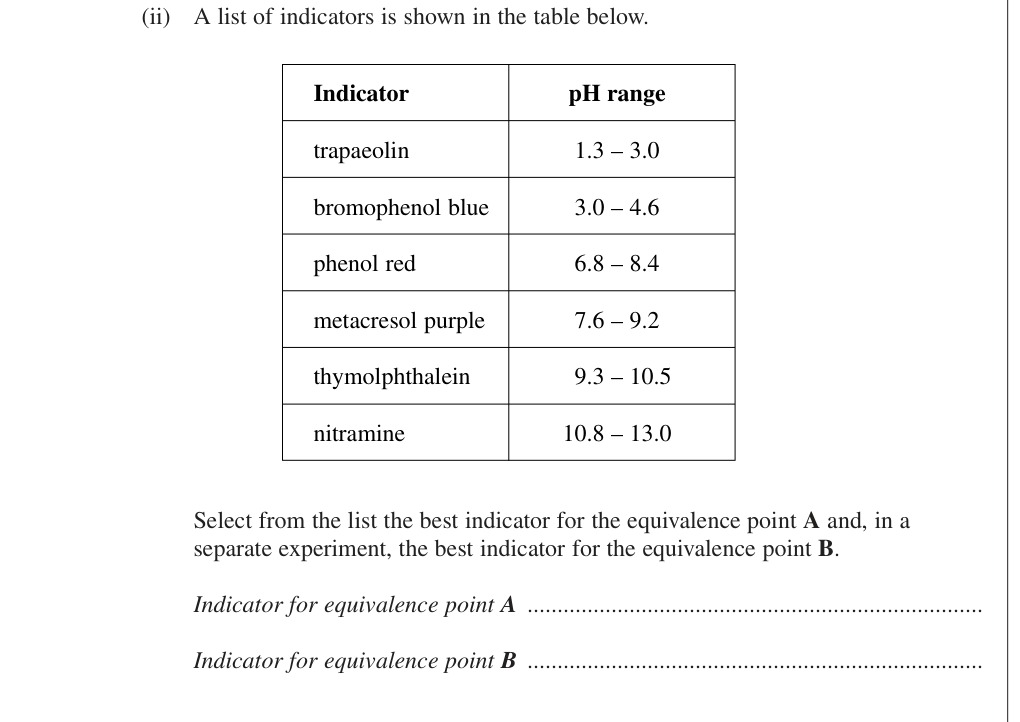 (ii) A list of indicators is shown in the table below.
Indicator pH range
trapaeolin 1.3 – 3.0
bromophenol blue 3.0 – 4.6
phenol red 6.8 – 8.4
metacresol purple 7.6 – 9.2
thymolphthalein 9.3 – 10.5
nitramine 10.8 – 13.0
Select from the list the best indicator for the equivalence point A and, in a
separate experiment, the best indicator for the equivalence point B.
Indicator for equivalence point A ............................................................................
Indicator for equivalence point B ............................................................................